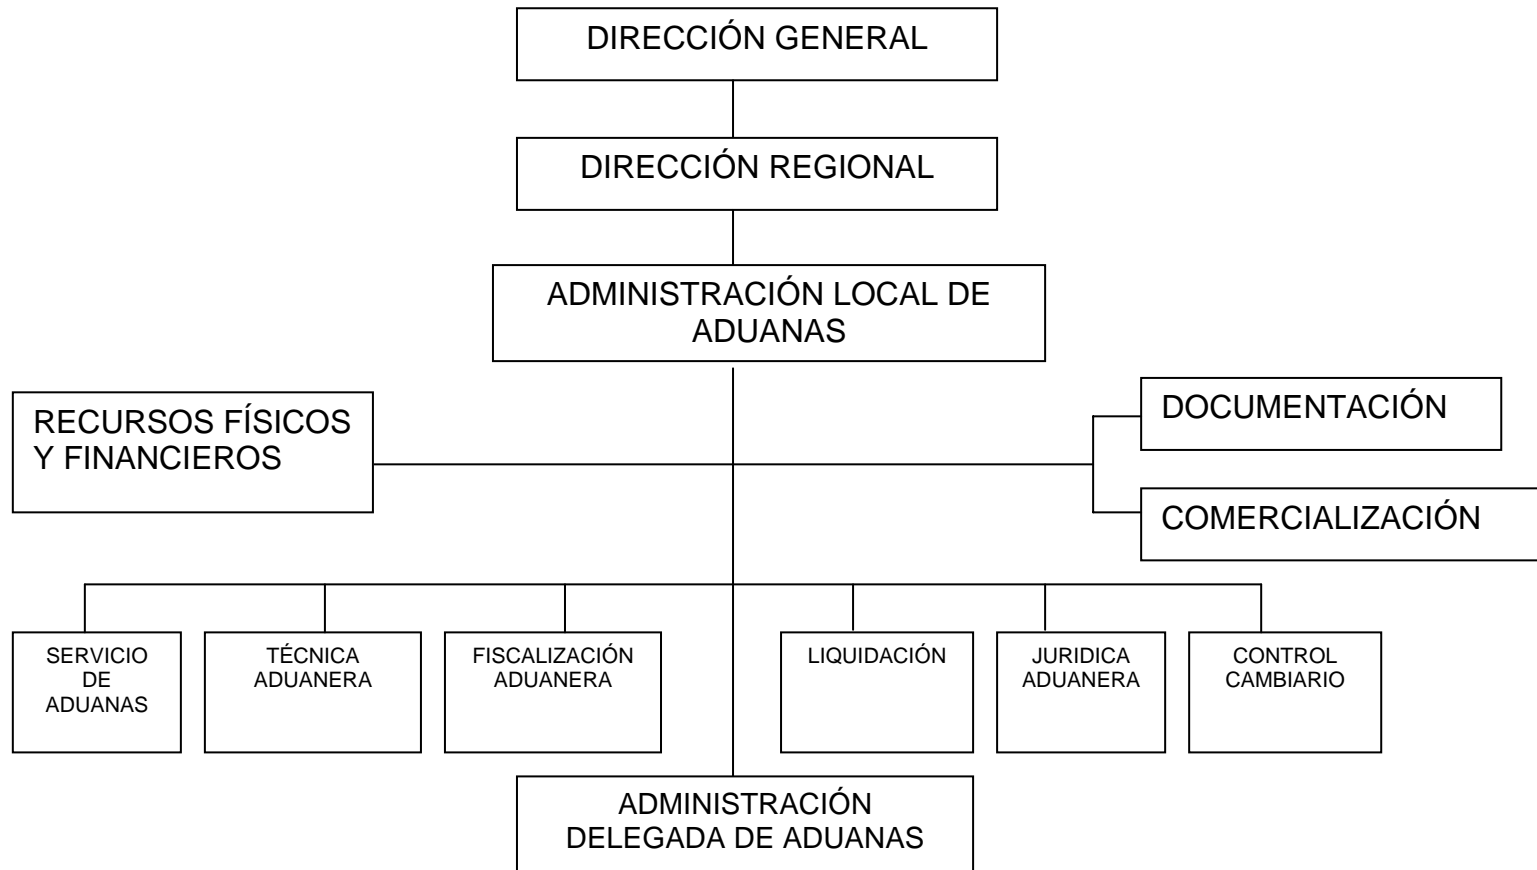 DIRECCIÓN GENERAL
DIRECCIÓN REGIONAL
ADMINISTRACIÓN LOCAL DE
ADUANAS
RECURSOS FÍSICOS
Y FINANCIEROS
DOCUMENTACIÓN
COMERCIALIZACIÓN
SERVICIO
DE
ADUANAS
TÉCNICA
ADUANERA
FISCALIZACIÓN
ADUANERA
LIQUIDACIÓN
JURIDICA
ADUANERA
CONTROL
CAMBIARIO
ADMINISTRACIÓN
DELEGADA DE ADUANAS